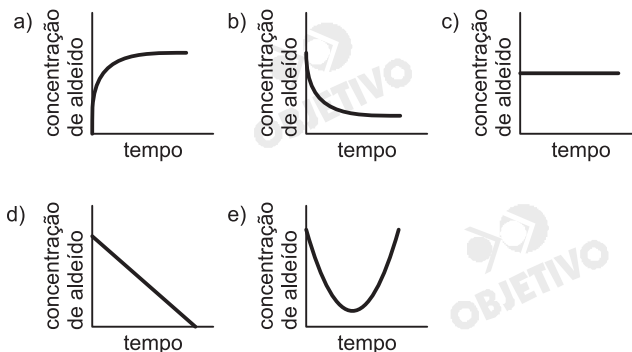 a)
concentração
de aldeído
tempo
b)
concentração
de aldeído
tempo
c)
concentração
de aldeído
tempo
d)
concentração
de aldeído
tempo
e)
concentração
de aldeído
tempo
OBJETIVO
OBJETIVO